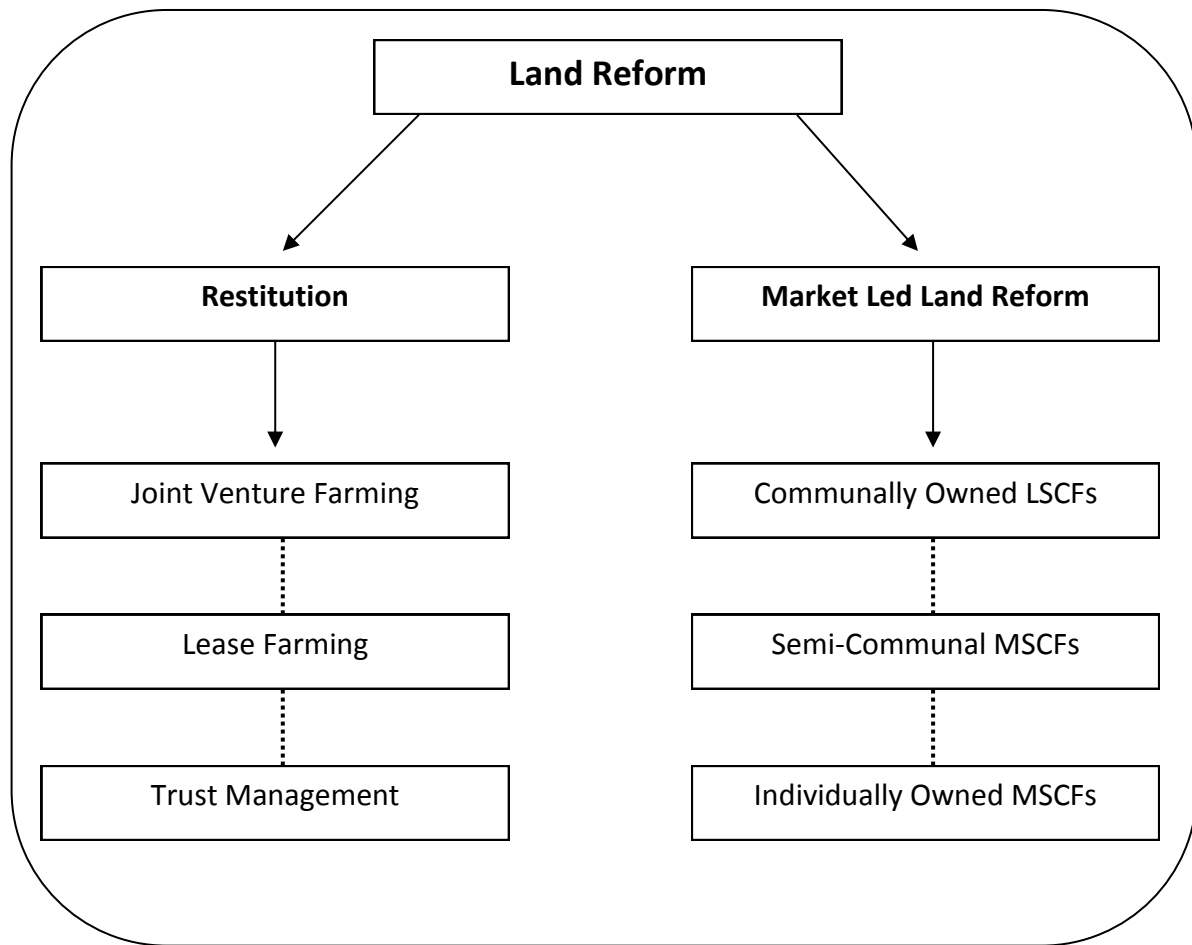 Land Reform
Restitution
Market Led Land Reform
Joint Venture Farming
Communally Owned LSCFs
Lease Farming
Semi-Communal MSCFs
Trust Management
Individually Owned MSCFs